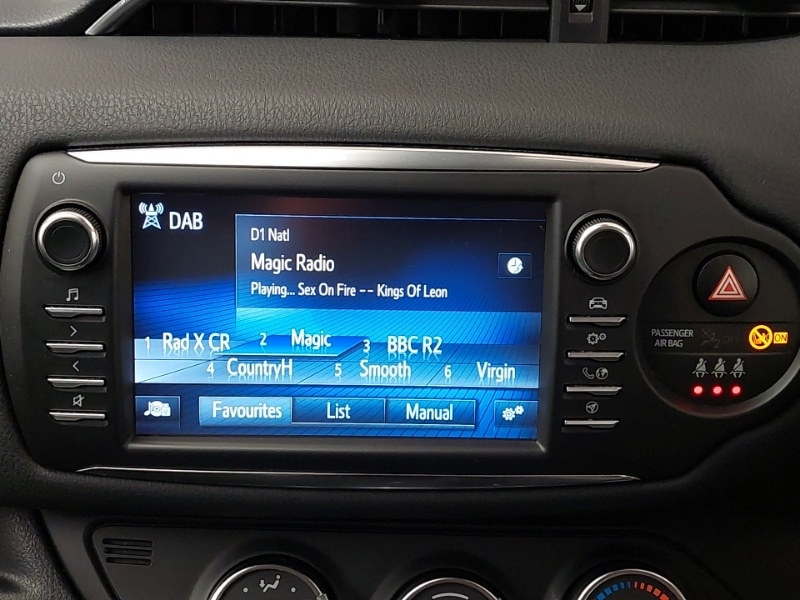 DAB
D1 Natl
Magic Radio
Playing... Sex On Fire -- Kings Of Leon
1 Rad X CR 2 Magic 3 BBC R2
4 CountryH 5 Smooth 6 Virgin
Favourites List Manual
PASSENGER
AIR BAG
OFF
ON